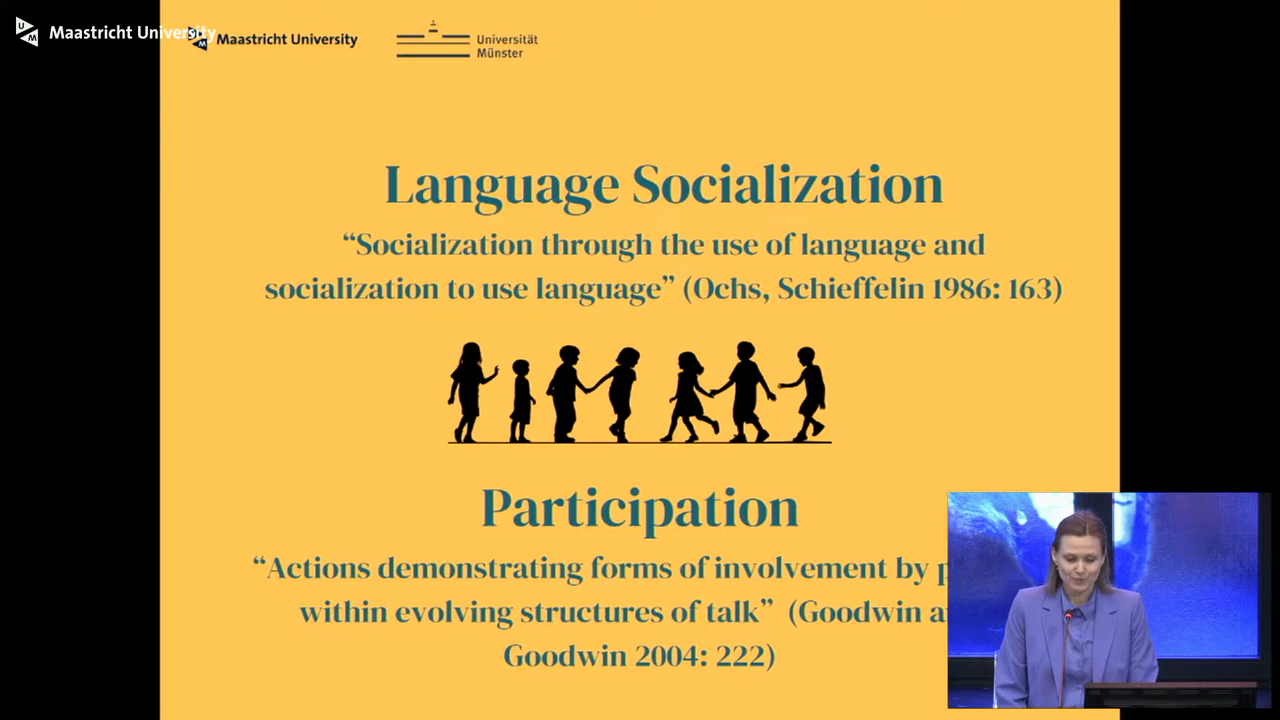 Maastricht University
Maastricht University
Universität
Münster
Language Socialization
“Socialization through the use of language and
socialization to use language” (Ochs, Schieffelin 1986: 163)
Participation
“Actions demonstrating forms of involvement by
within evolving structures of talk” (Goodwin
Goodwin 2004: 222)